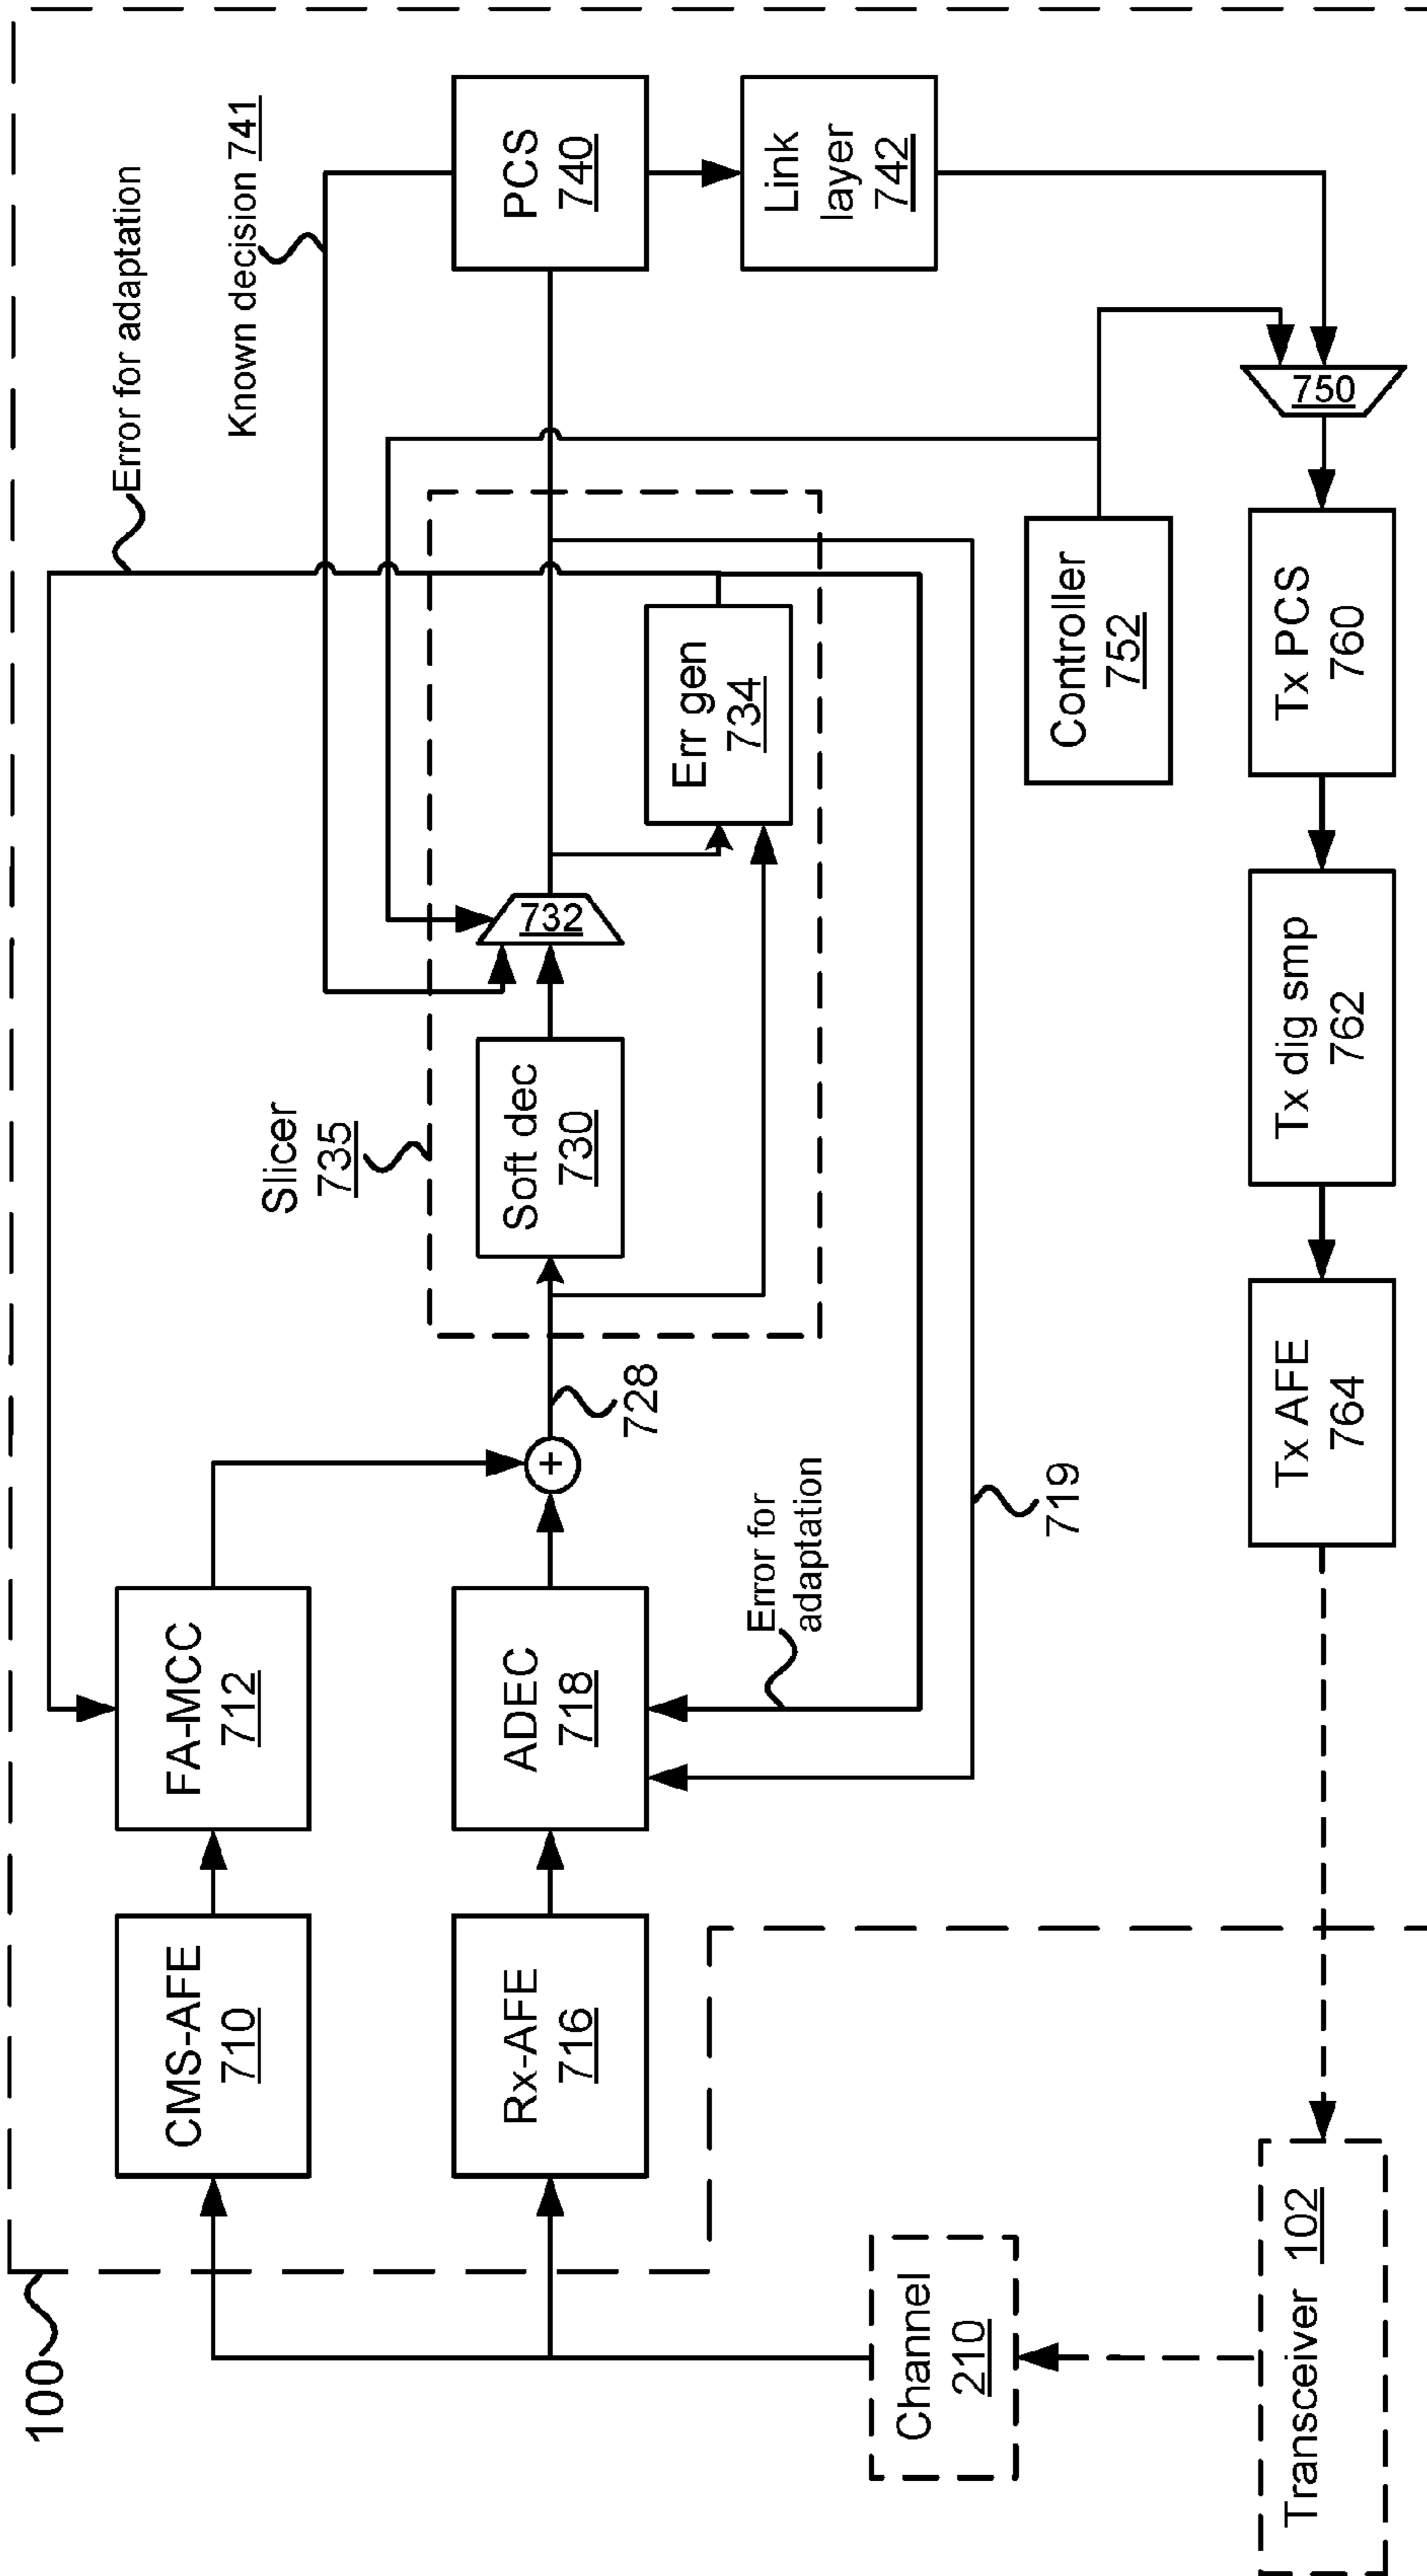 100
Error for adaptation
Known decision 741
CMS-AFE
710
FA-MCC
712
Slicer
735
PCS
740
Rx-AFE
716
ADEC
718
+
728
Soft dec
730
732
Err gen
734
Link
layer
742
Error for
adaptation
719
Channel
210
Controller
752
750
Transceiver 102
Tx AFE
764
Tx dig smp
762
Tx PCS
760